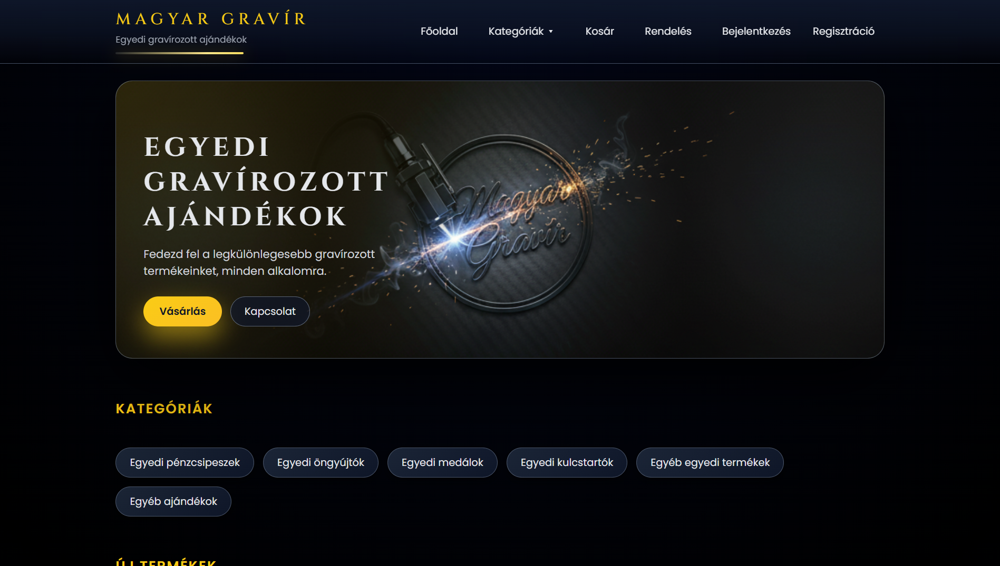 MAGYAR GRAVÍR
Egyedi gravírozott ajándékok
Főoldal
Kategóriák
Kosár
Rendelés
Bejelentkezés
Regisztráció
EGYEDI
GRAVÍROZOTT
AJÁNDÉKOK
Fedezd fel a legkülönlegesebb gravírozott
termékeinket, minden alkalomra.
Vásárlás
Kapcsolat
Magyar
Gravír
KATEGÓRIÁK
Egyedi pénzcsipeszek
Egyedi öngyújtók
Egyedi medálok
Egyedi kulcstartók
Egyéb egyedi termékek
Egyéb ajándékok
ÚJ TERMÉKEK